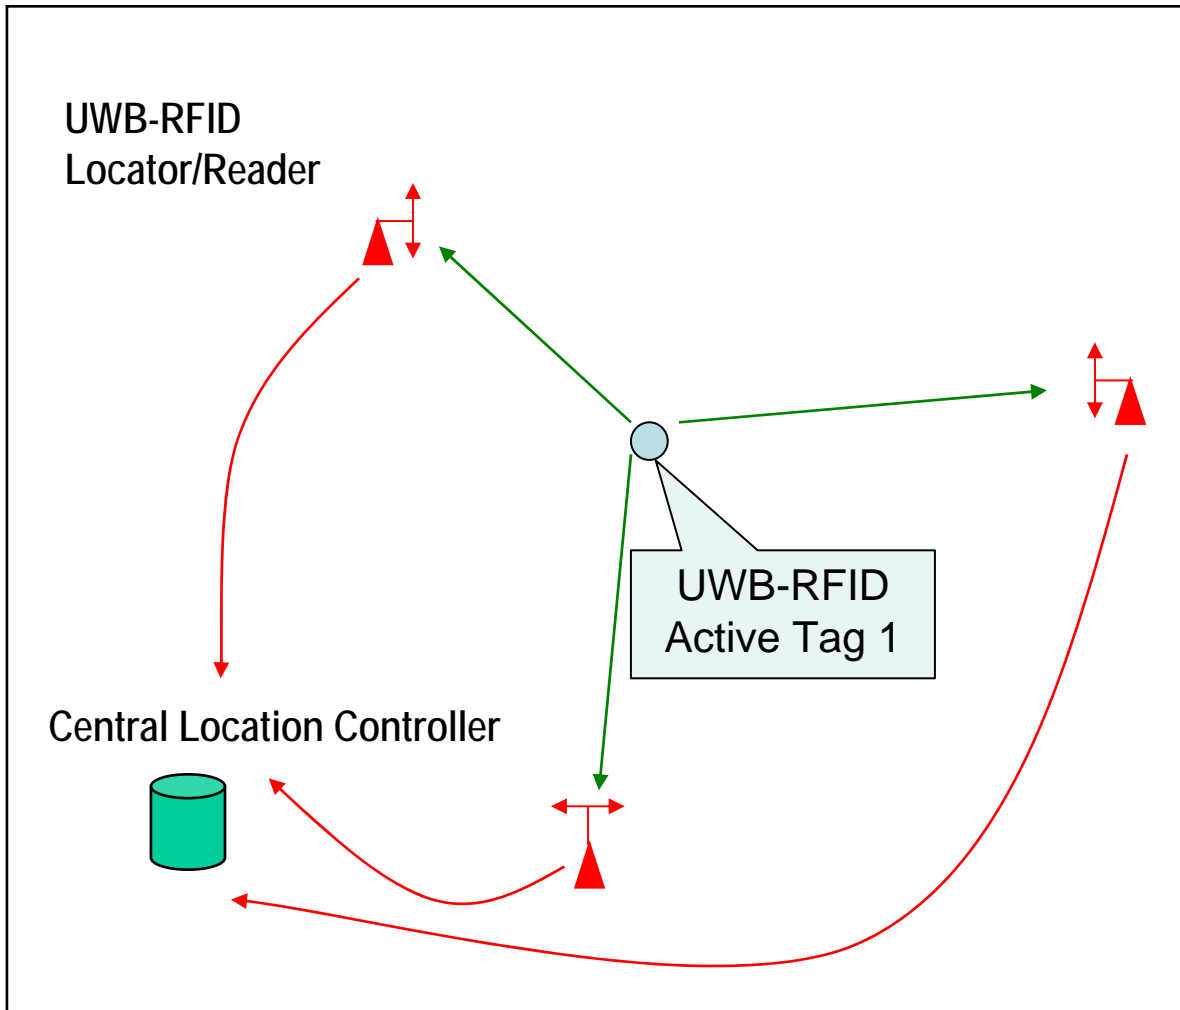 UWB-RFID
Locator/Reader
UWB-RFID
Active Tag 1
Central Location Controller